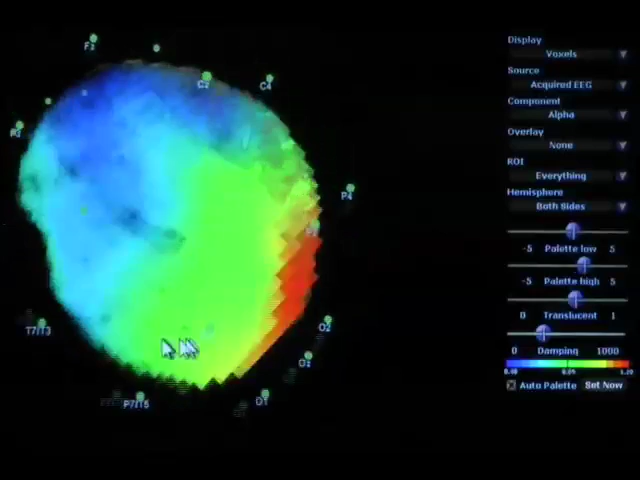 Display
Voxels
Source
Acquired EEG
Component
Alpha
Overlay
None
ROI
Everything
Hemisphere
Both Sides
-5 Palette low 5
-5 Palette high 5
0 Translucent 1
0 Damping 1000
Auto Palette Set Now
C4
P4
O2
O1
T7/T3
P7/T5